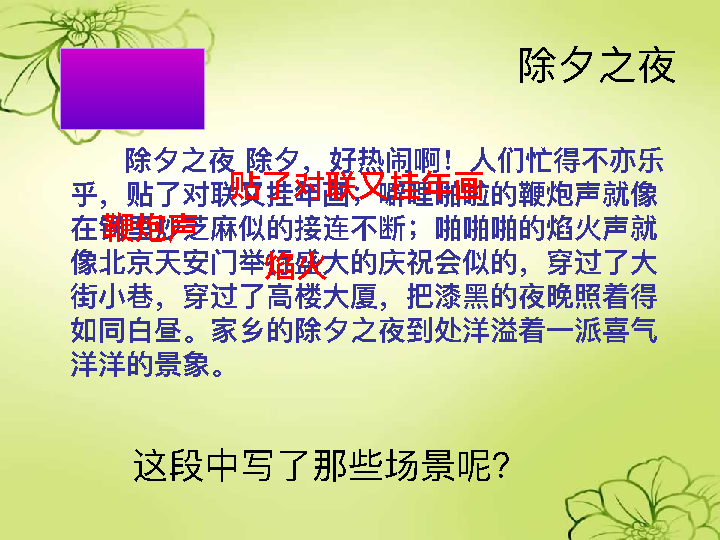 除夕之夜
除夕之夜 除夕，好热闹啊！人们忙得不亦乐
乎，贴了对联又挂年画；噼哩啪啦的鞭炮声就像
贴了对联又挂年画
在芝麻似的接连不断；啪啪啪的焰火声就
鞭炮声
像北京天安门举行盛大的庆祝会似的，穿过了大
焰火
街小巷，穿过了高楼大厦，把漆黑的夜晚照着得
如同白昼。家乡的除夕之夜到处洋溢着一派喜气
洋洋的景象。
这段中写了那些场景呢？